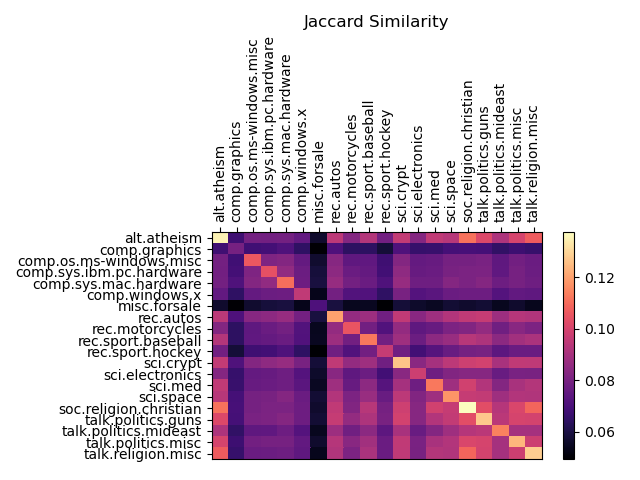 Jaccard Similarity
alt.atheism
comp.graphics
comp.os.ms-windows.misc
comp.sys.ibm.pc.hardware
comp.sys.mac.hardware
comp.windows.x
misc.forsale
rec.autos
rec.motorcycles
rec.sport.baseball
rec.sport.hockey
sci.crypt
sci.electronics
sci.med
sci.space
soc.religion.christian
talk.politics.guns
talk.politics.mideast
talk.politics.misc
talk.religion.misc
alt.atheism
comp.graphics
comp.os.ms-windows.misc
comp.sys.ibm.pc.hardware
comp.sys.mac.hardware
comp.windows.x
misc.forsale
rec.autos
rec.motorcycles
rec.sport.baseball
rec.sport.hockey
sci.crypt
sci.electronics
sci.med
sci.space
soc.religion.christian
talk.politics.guns
talk.politics.mideast
talk.politics.misc
talk.religion.misc
0.12
0.10
0.08
0.06